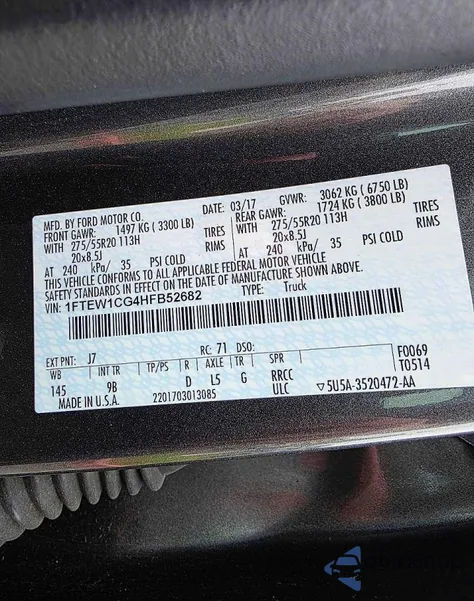 MFD. BY FORD MOTOR CO. DATE: 03/17 GVWR: 3062 KG ( 6750 LB)
FRONT GAWR: 1497 KG ( 3300 LB) REAR GAWR: 1724 KG ( 3800 LB)
WITH 275/55R20 113H TIRES WITH 275/55R20 113H TIRES
20x8.5J RIMS 20x8.5J RIMS
AT 240 kPa/ 35 PSI COLD AT 240 kPa/ 35 PSI COLD
THIS VEHICLE CONFORMS TO ALL APPLICABLE FEDERAL MOTOR VEHICLE
SAFETY STANDARDS IN EFFECT ON THE DATE OF MANUFACTURE SHOWN ABOVE.
VIN: 1FTEW1CG4HFB52682 TYPE: Truck
EXT PNT: J7 RC: 71 DSO: F0069
WB INT TR TP/PS R AXLE TR SPR T0514
145 9B D L5 G RRCC
MADE IN U.S.A. 2201703013085 ULC ▽5U5A-3520472-AA